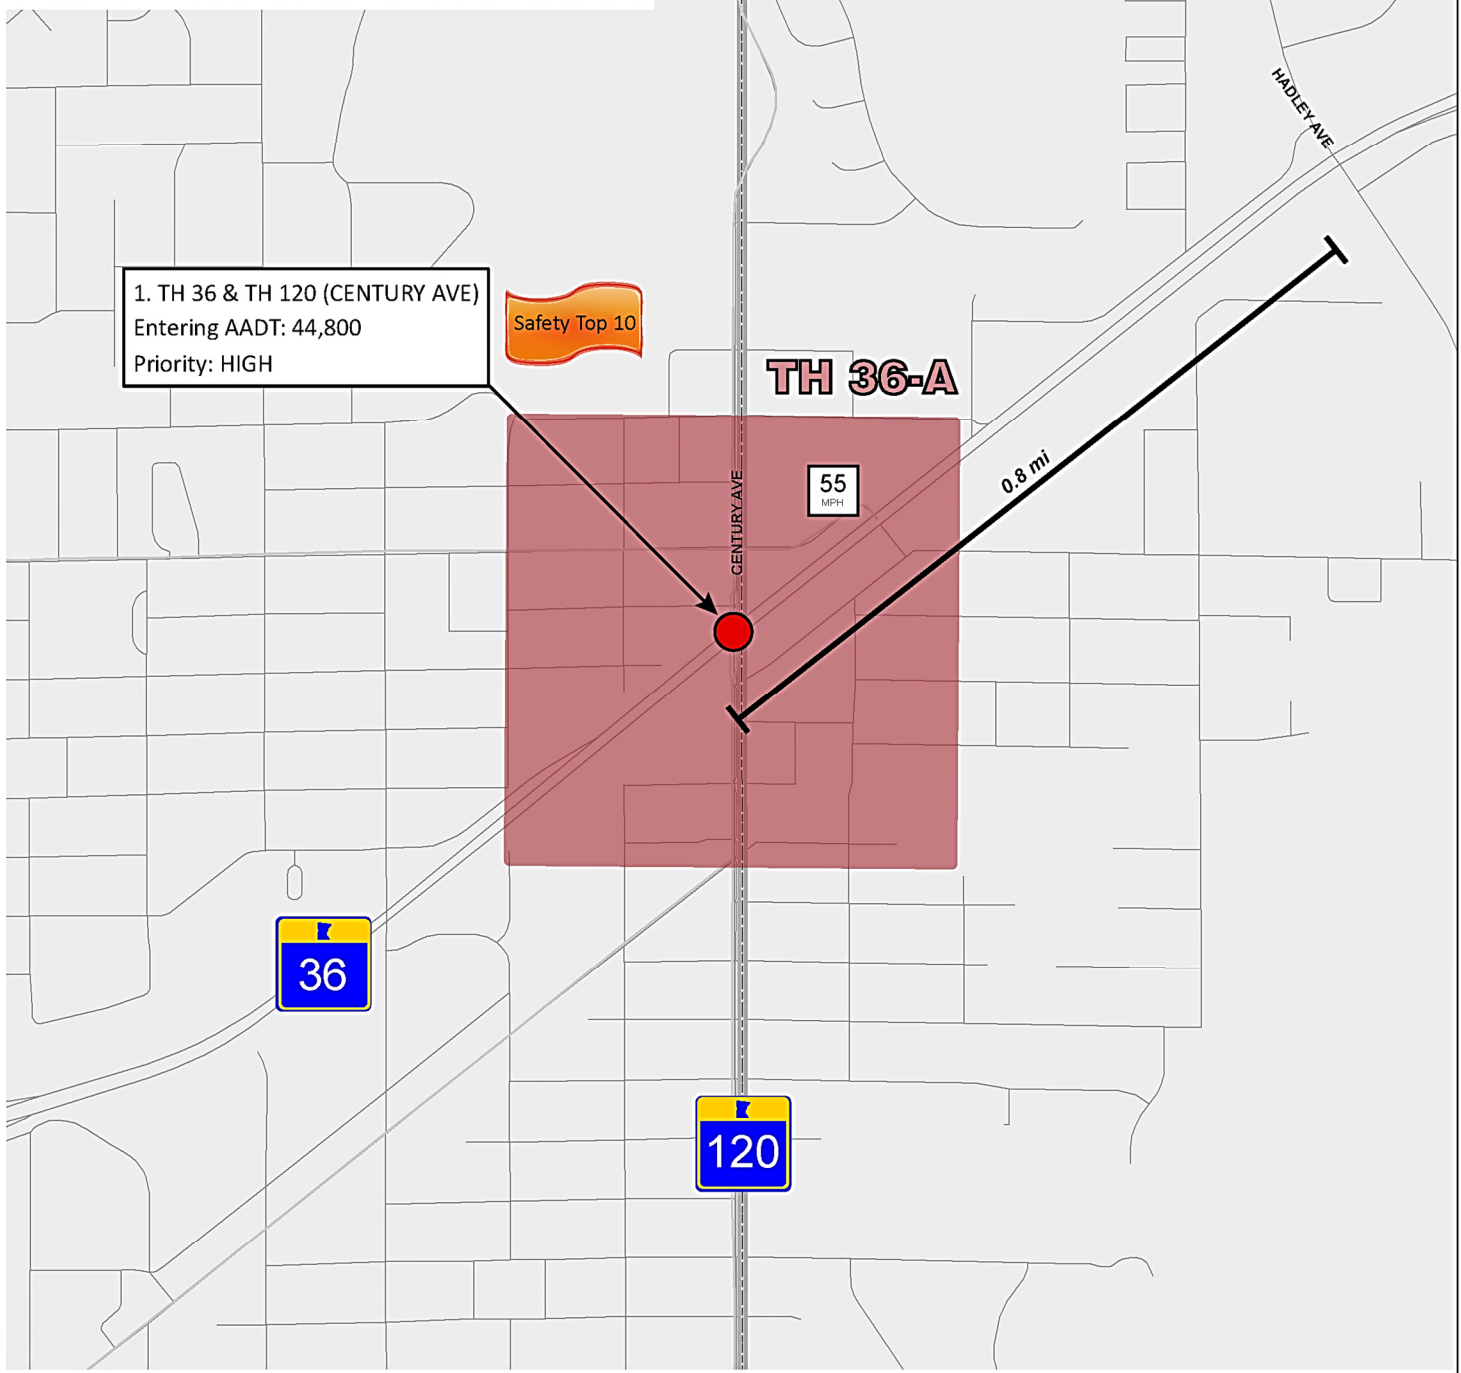 HADLEY AVE
1. TH 36 & TH 120 (CENTURY AVE)
Entering AADT: 44,800
Priority: HIGH
Safety Top 10
TH 36-A
0.8 mi
55
MPH
CENTURY AVE
36
120